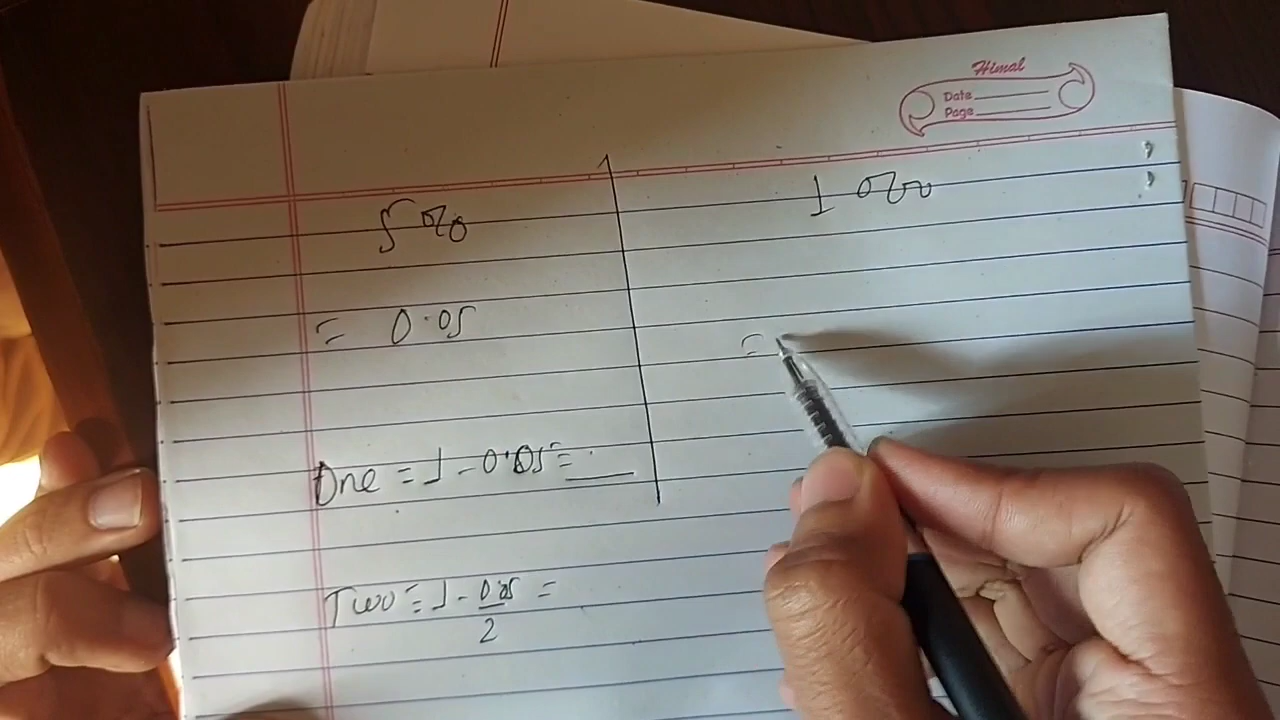 Himal
Date
Page
5 %
1 %
= 0.05
=
One = 1 - 0.05 =
Two = 1 - 0.05 =
2